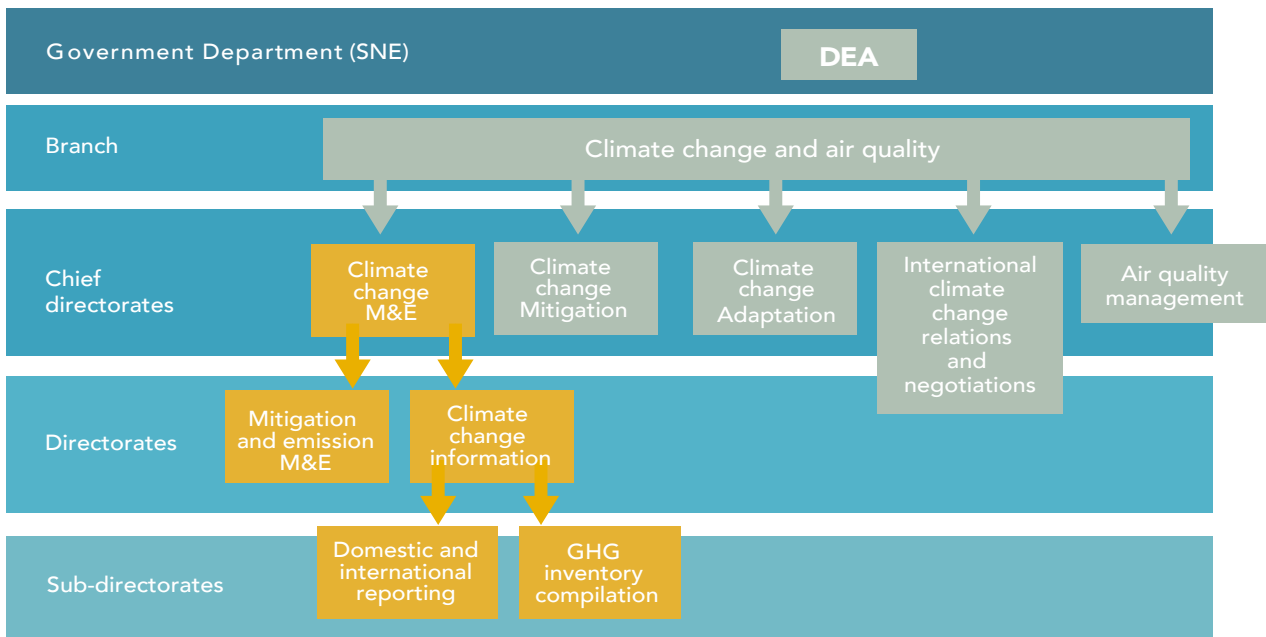 Government Department (SNE)
DEA
Branch
Climate change and air quality
Chief
directorates
Climate
change
M&E
Climate
change
Mitigation
Climate
change
Adaptation
International
climate
change
relations
and
negotiations
Air quality
management
Directorates
Mitigation
and emission
M&E
Climate
change
information
Sub-directorates
Domestic and
international
reporting
GHG
inventory
compilation